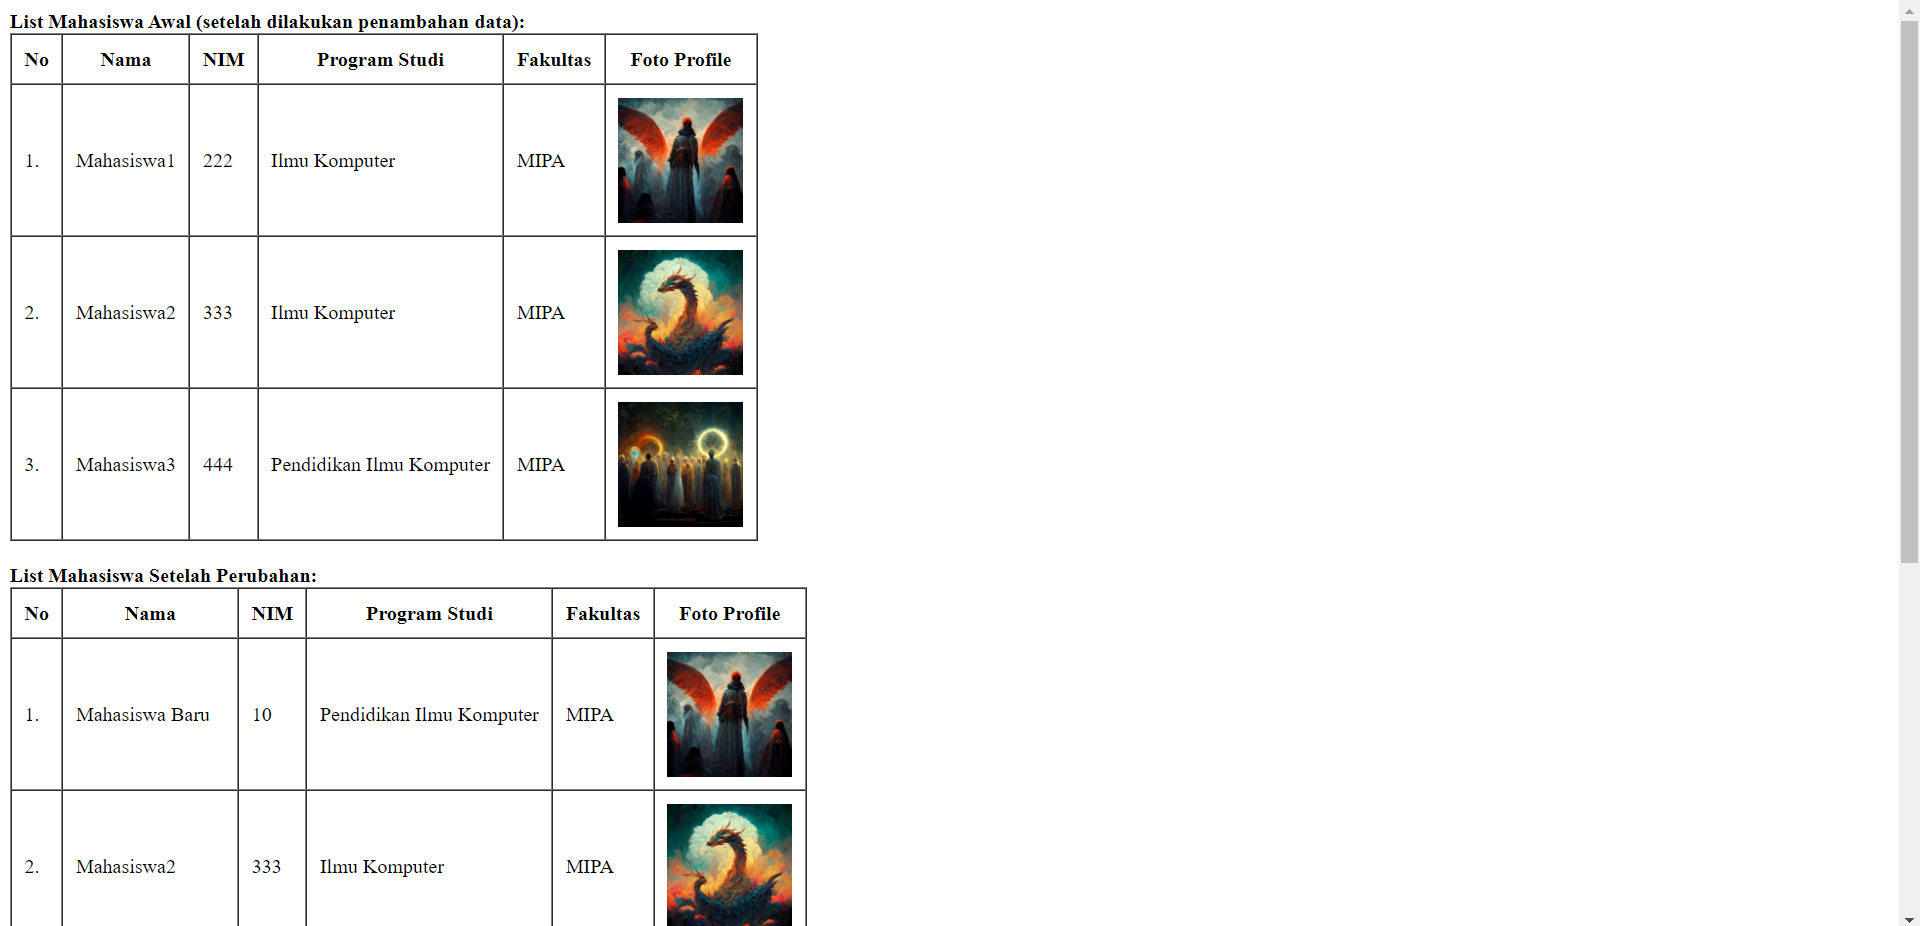 List Mahasiswa Awal (setelah dilakukan penambahan data):
No Nama NIM Program Studi Fakultas Foto Profile
1. Mahasiswa1 222 Ilmu Komputer MIPA
2. Mahasiswa2 333 Ilmu Komputer MIPA
3. Mahasiswa3 444 Pendidikan Ilmu Komputer MIPA
List Mahasiswa Setelah Perubahan:
No Nama NIM Program Studi Fakultas Foto Profile
1. Mahasiswa Baru 10 Pendidikan Ilmu Komputer MIPA
2. Mahasiswa2 333 Ilmu Komputer MIPA